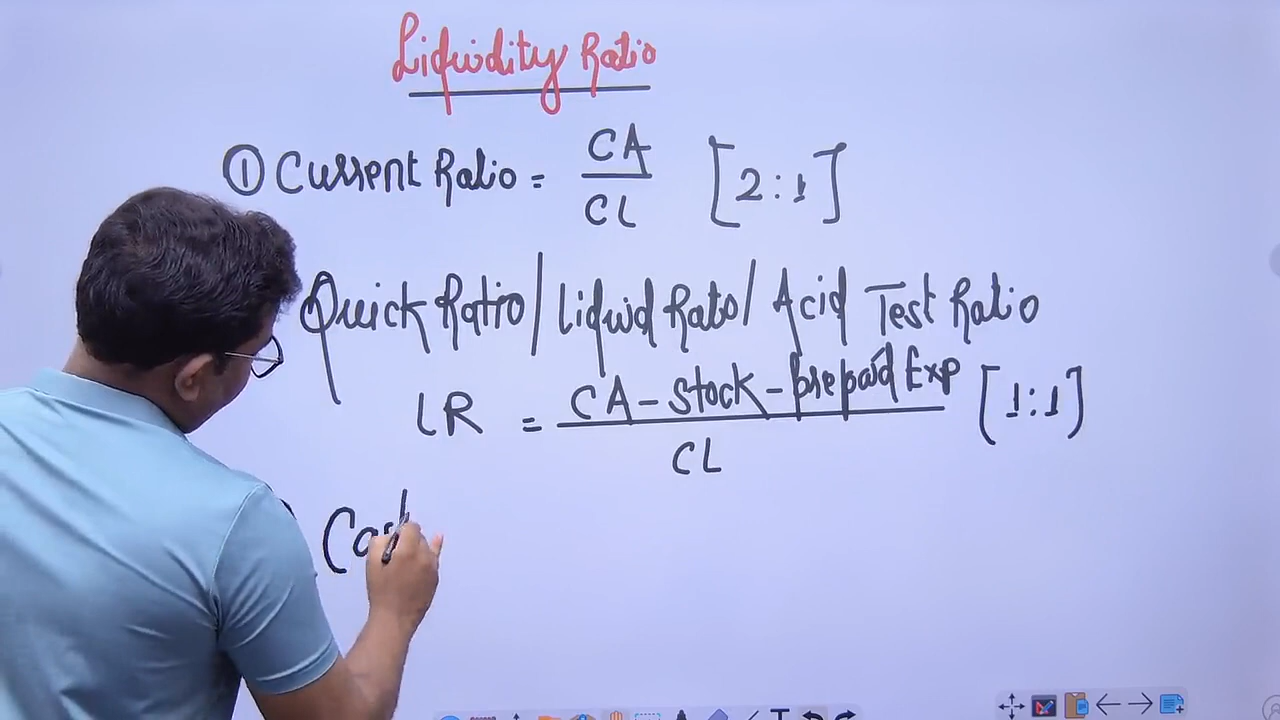 Liquidity Ratio
① Current Ratio = CA / CL [2:1]
Quick Ratio/Liquid Ratio/Acid Test Ratio
LR = CA - Stock - Prepaid Exp / CL [1:1]
Cash